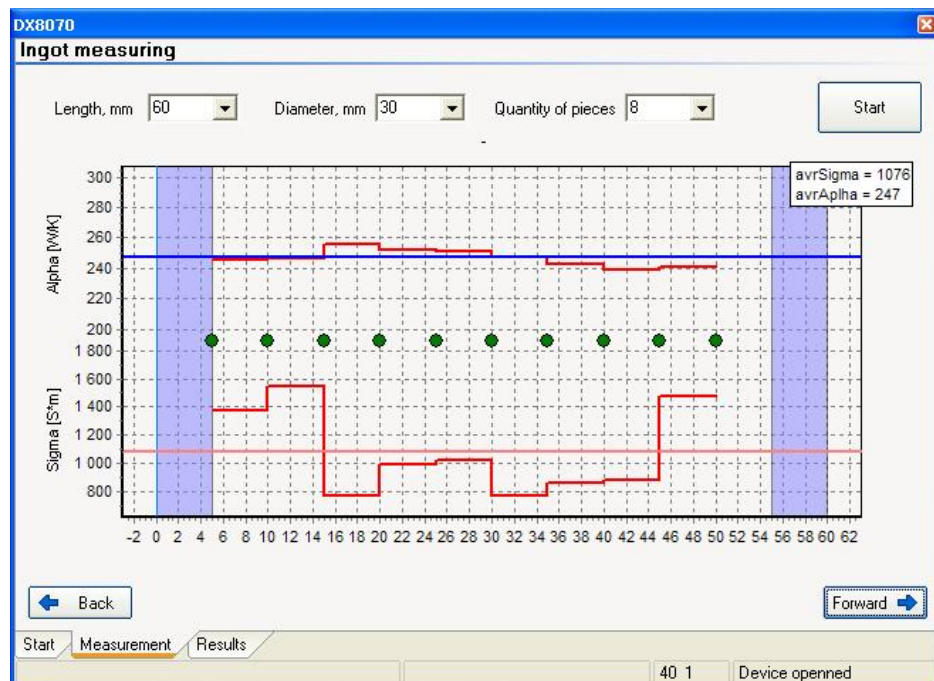 DX8070
Ingot measuring
Length, mm 60 Diameter, mm 30 Quantity of pieces 8 Start
-
avrSigma = 1076
avrAplha = 247
Alpha [W/K]
300
280
260
240
220
200
Sigma [S*m]
1 800
1 600
1 400
1 200
1 000
800
-2 0 2 4 6 8 10 12 14 16 18 20 22 24 26 28 30 32 34 36 38 40 42 44 46 48 50 52 54 56 58 60 62
Back Forward
Start Measurement Results
40 1 Device openned